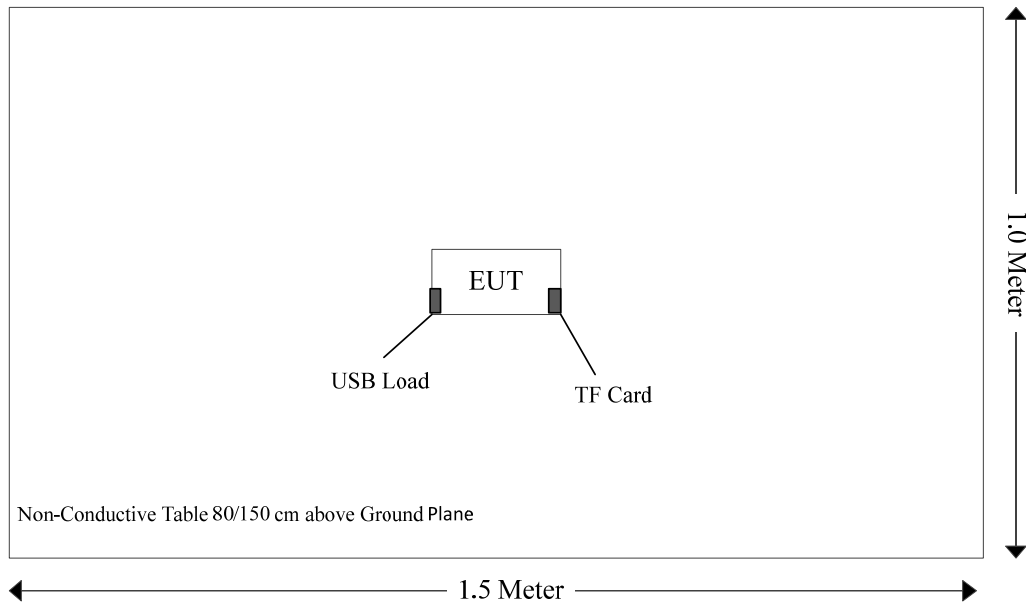 EUT
USB Load
TF Card
1.0 Meter
Non-Conductive Table 80/150 cm above Ground Plane
1.5 Meter